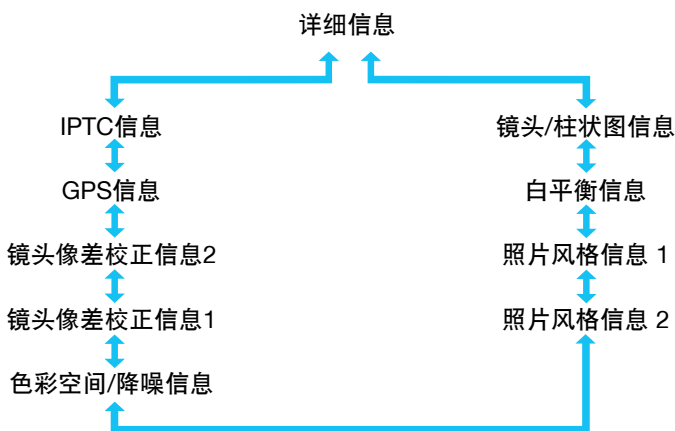 详细信息
IPTC信息
镜头/柱状图信息
GPS信息
白平衡信息
镜头像差校正信息2
照片风格信息 1
镜头像差校正信息1
照片风格信息 2
色彩空间/降噪信息